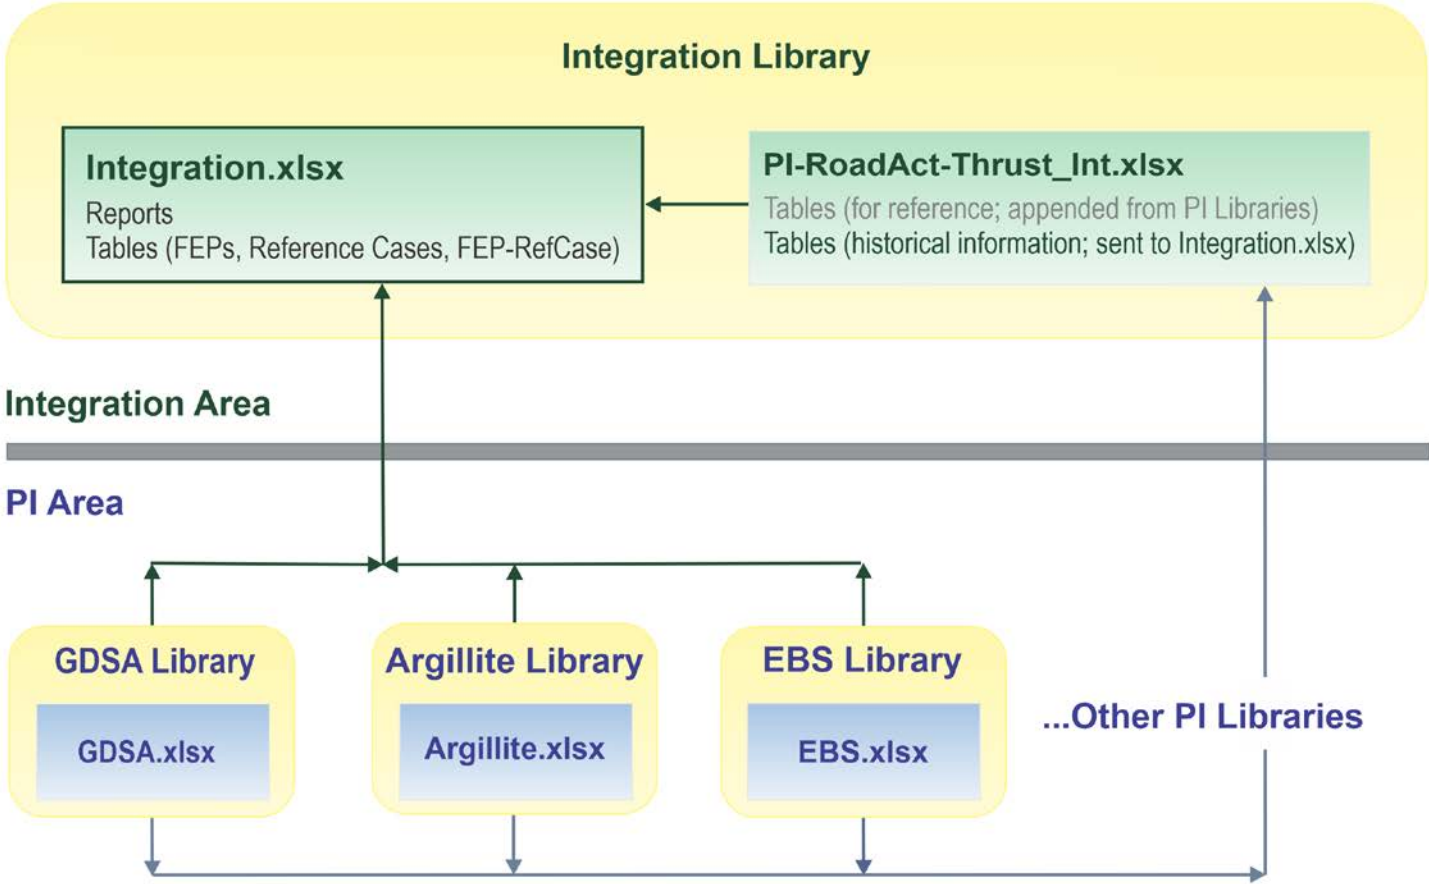 Integration Library
Integration.xlsx
Reports
Tables (FEPs, Reference Cases, FEP-RefCase)
PI-RoadAct-Thrust_Int.xlsx
Tables (for reference; appended from PI Libraries)
Tables (historical information; sent to Integration.xlsx)
Integration Area
PI Area
GDSA Library
GDSA.xlsx
Argillite Library
Argillite.xlsx
EBS Library
EBS.xlsx
...Other PI Libraries